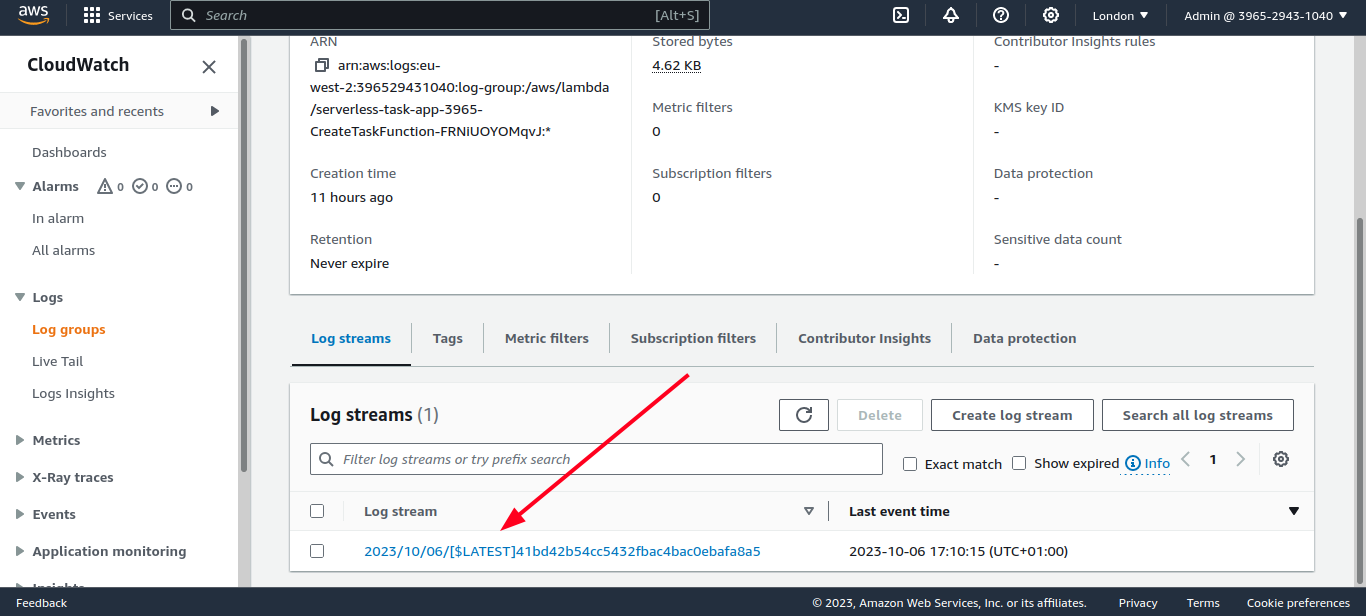 aws
Services
Search
[Alt+S]
London
Admin @ 3965-2943-1040
CloudWatch
Favorites and recents
Dashboards
Alarms 0 0 0
In alarm
All alarms
Logs
Log groups
Live Tail
Logs Insights
Metrics
X-Ray traces
Events
Application monitoring
Insights
ARN
arn:aws:logs:eu-
west-2:396529431040:log-group:/aws/lambda
/serverless-task-app-3965-
CreateTaskFunction-FRNiUOYOMqvJ:*
Creation time
11 hours ago
Retention
Never expire
Stored bytes
4.62 KB
Metric filters
0
Subscription filters
0
Contributor Insights rules
-
KMS key ID
-
Data protection
-
Sensitive data count
-
Log streams
Tags
Metric filters
Subscription filters
Contributor Insights
Data protection
Log streams (1)
Delete
Create log stream
Search all log streams
Filter log streams or try prefix search
Exact match
Show expired
Info
1
Log stream
Last event time
2023/10/06/[$LATEST]41bd42b54cc5432fbac4bac0ebafa8a5
2023-10-06 17:10:15 (UTC+01:00)
Feedback
© 2023, Amazon Web Services, Inc. or its affiliates.
Privacy
Terms
Cookie preferences